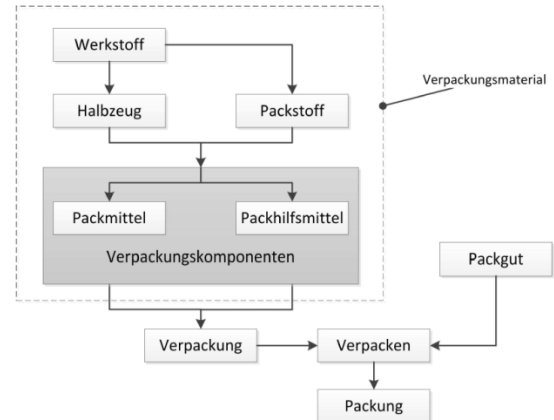 Werkstoff
Verpackungsmaterial
Halbzeug
Packstoff
Packmittel
Packhilfsmittel
Verpackungskomponenten
Packgut
Verpackung
Verpacken
Packung